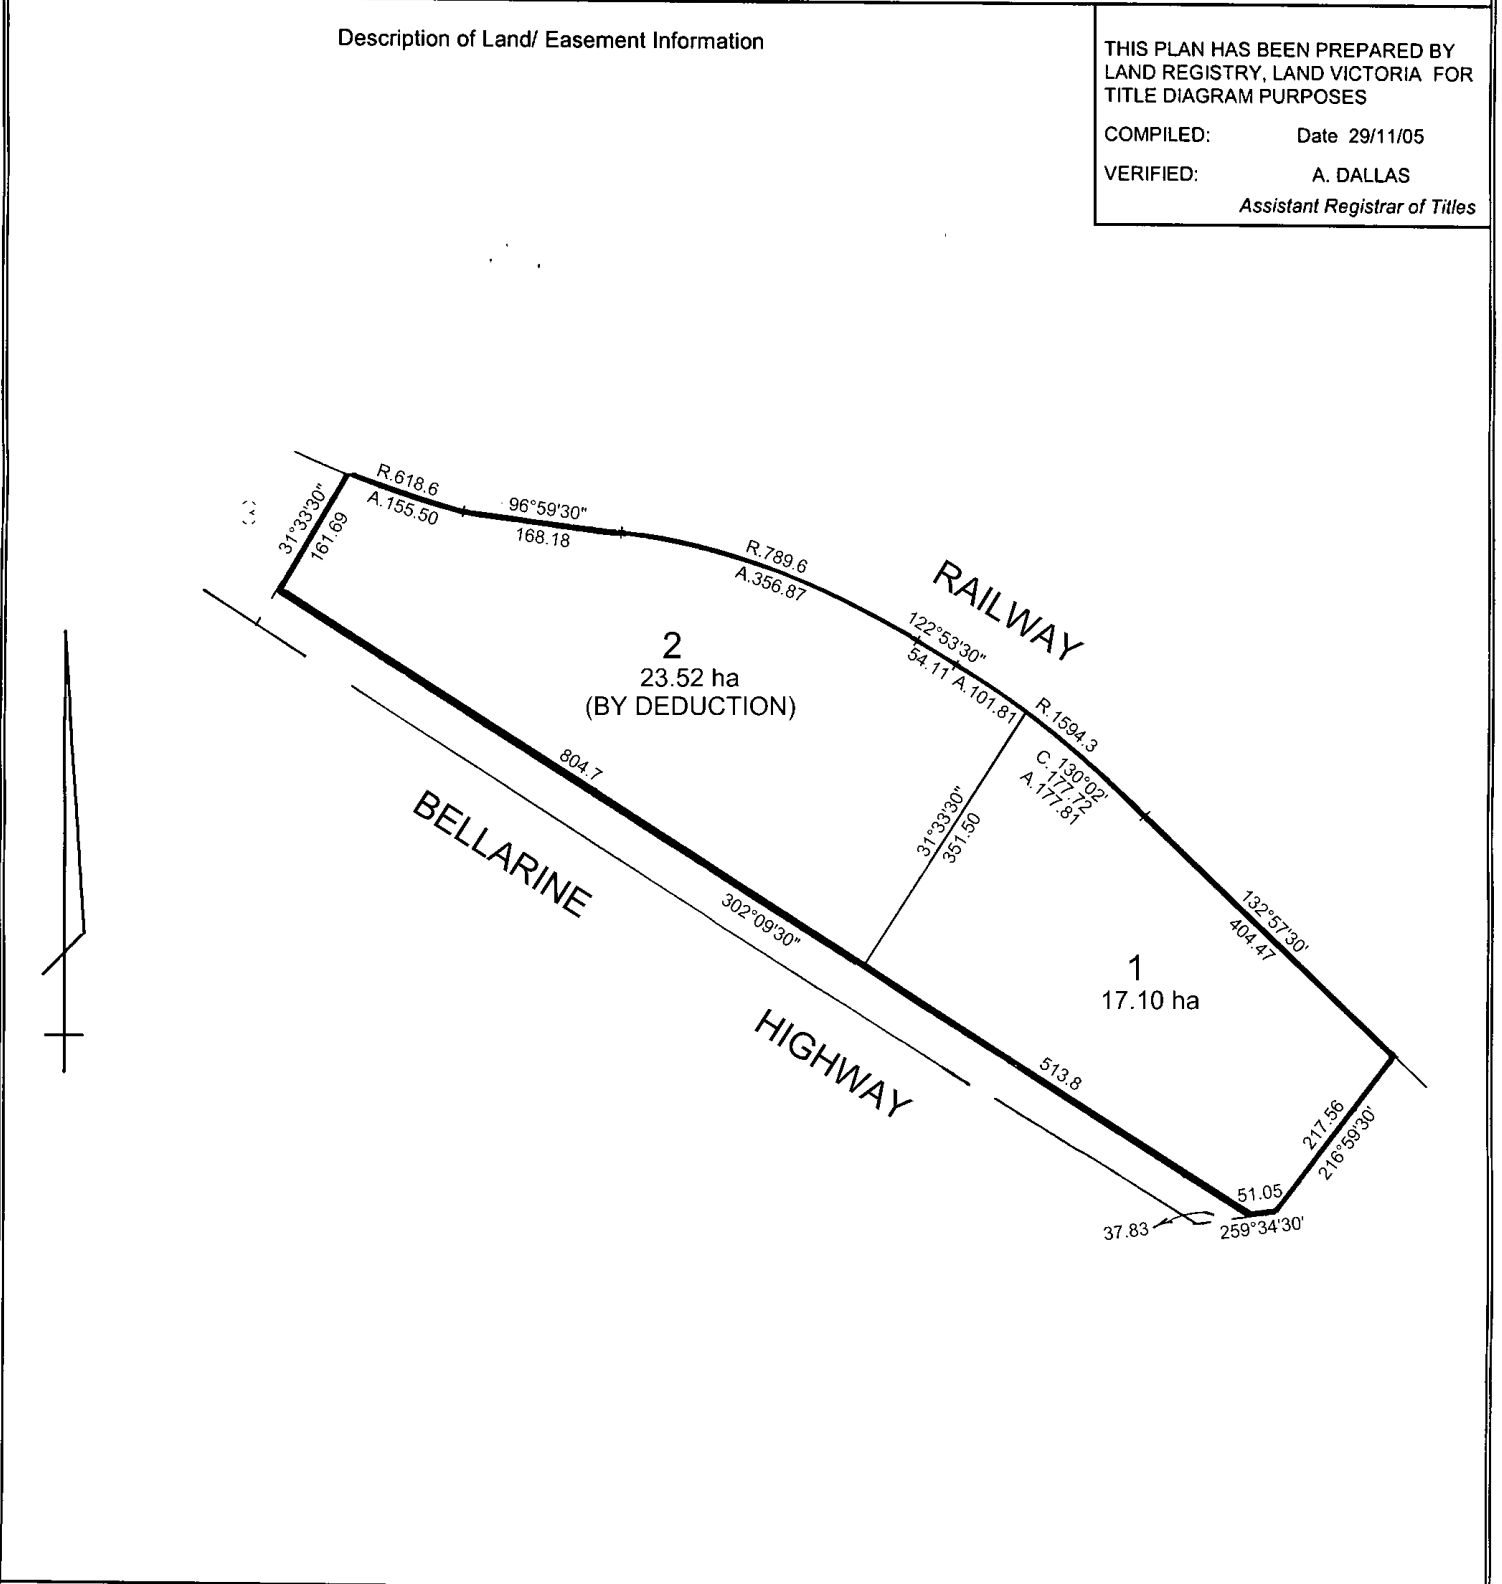 Description of Land/ Easement Information
THIS PLAN HAS BEEN PREPARED BY
LAND REGISTRY, LAND VICTORIA FOR
TITLE DIAGRAM PURPOSES
COMPILED: Date 29/11/05
VERIFIED: A. DALLAS
Assistant Registrar of Titles
R.618.6
A.155.50
96°59'30"
168.18
31°33'30"
161.69
R.789.6
A.356.87
RAILWAY
122°53'30"
54.11
A.101.81
R.1594.3
C. 130°02'
177.72
A.177.81
2
23.52 ha
(BY DEDUCTION)
804.7
31°33'30"
351.50
BELLARINE
302°09'30"
132°57'30'
404.47
1
17.10 ha
HIGHWAY
513.8
217.56
216°59'30'
51.05
37.83
259°34'30'